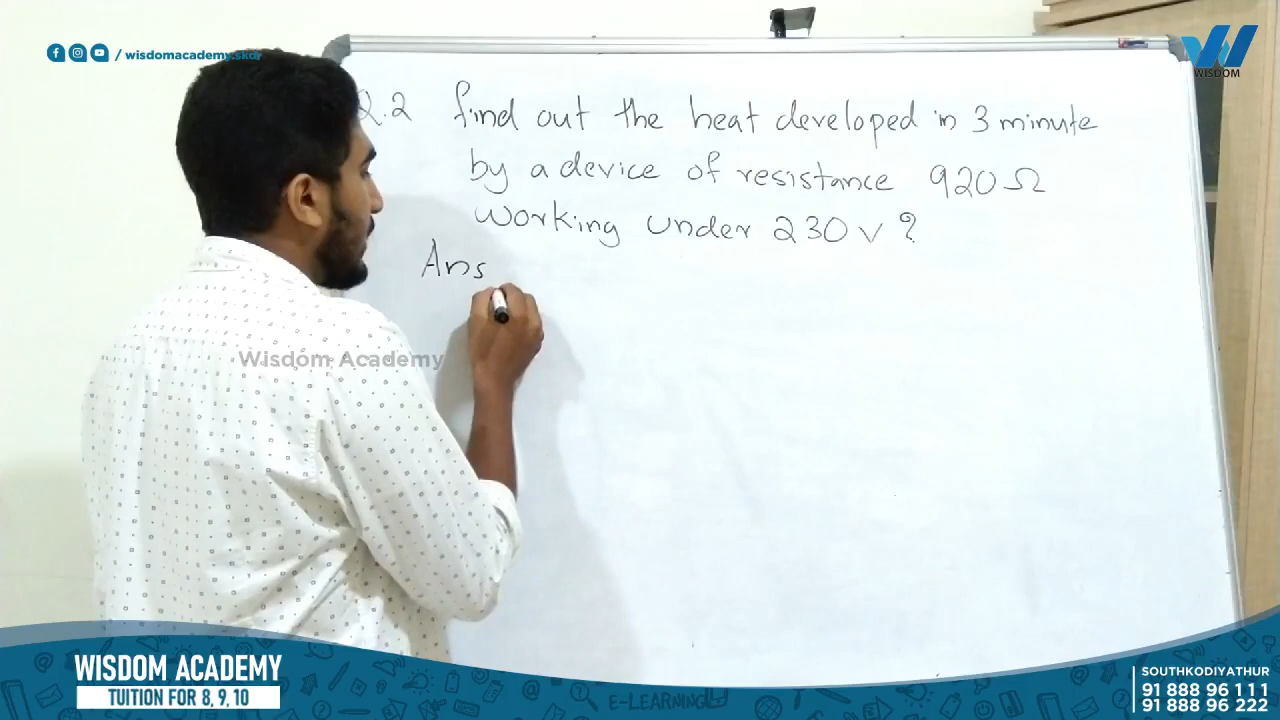 / wisdomacademy.skdr
WISDOM
Q.2 find out the heat developed in 3 minute
by a device of resistance 920 Ω
working under 230 v ?
Ans
Wisdom Academy
WISDOM ACADEMY
TUITION FOR 8, 9, 10
E-LEARNING
SOUTHKODIYATHUR
91 888 96 111
91 888 96 222